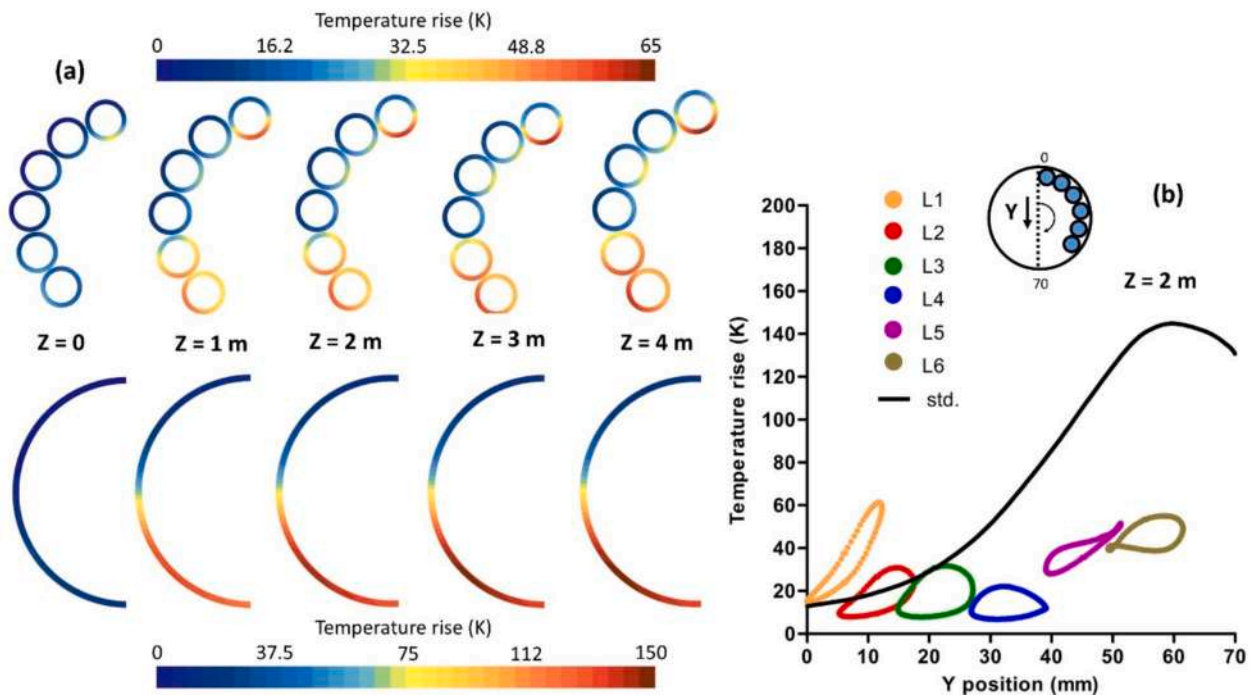 Temperature rise (K)
0 16.2 32.5 48.8 65
(a)
Z = 0 Z = 1 m Z = 2 m Z = 3 m Z = 4 m
Temperature rise (K)
0 37.5 75 112 150
(b)
0
Y
70
Z = 2 m
L1
L2
L3
L4
L5
L6
std.
Temperature rise (K)
200
180
160
140
120
100
80
60
40
20
0
0 10 20 30 40 50 60 70
Y position (mm)